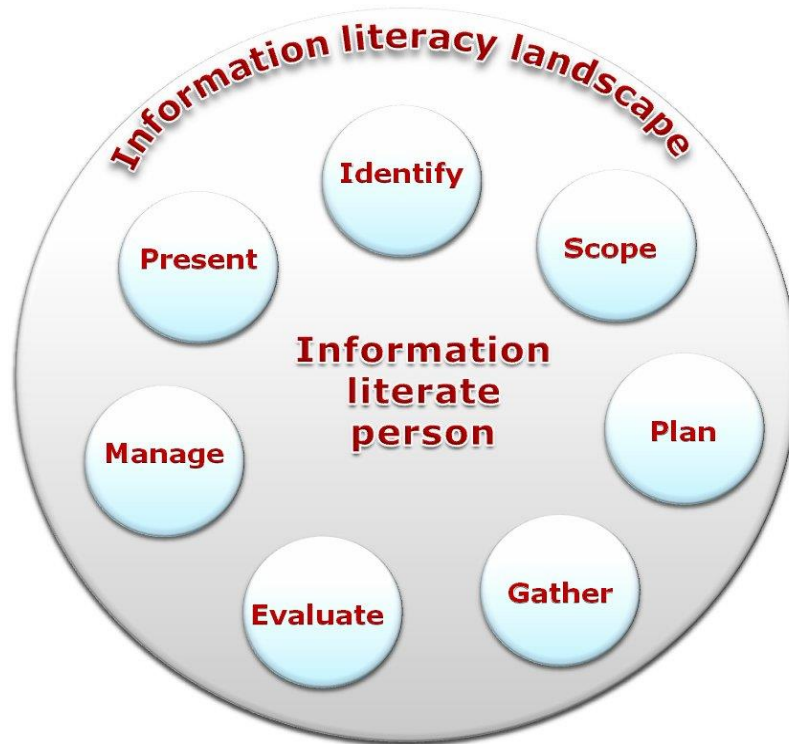 Information literacy landscape
Identify
Scope
Plan
Gather
Evaluate
Manage
Present
Information
literate
person